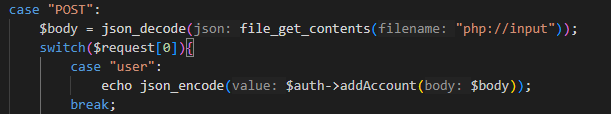 case "POST":
$body = json_decode(json: file_get_contents(filename: "php://input"));
switch($request[0]){
case "user":
echo json_encode(value: $auth->addAccount(body: $body));
break;